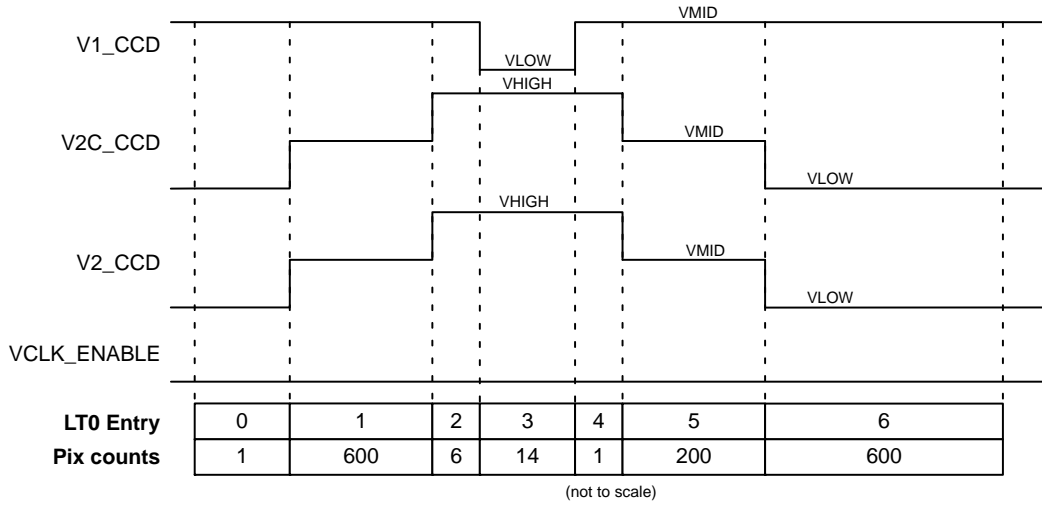 VMID
V1_CCD
VLOW
VHIGH
V2C_CCD
VMID
VLOW
VHIGH
V2_CCD
VMID
VLOW
VCLK_ENABLE
LT0 Entry 0 1 2 3 4 5 6
Pix counts 1 600 6 14 1 200 600
(not to scale)